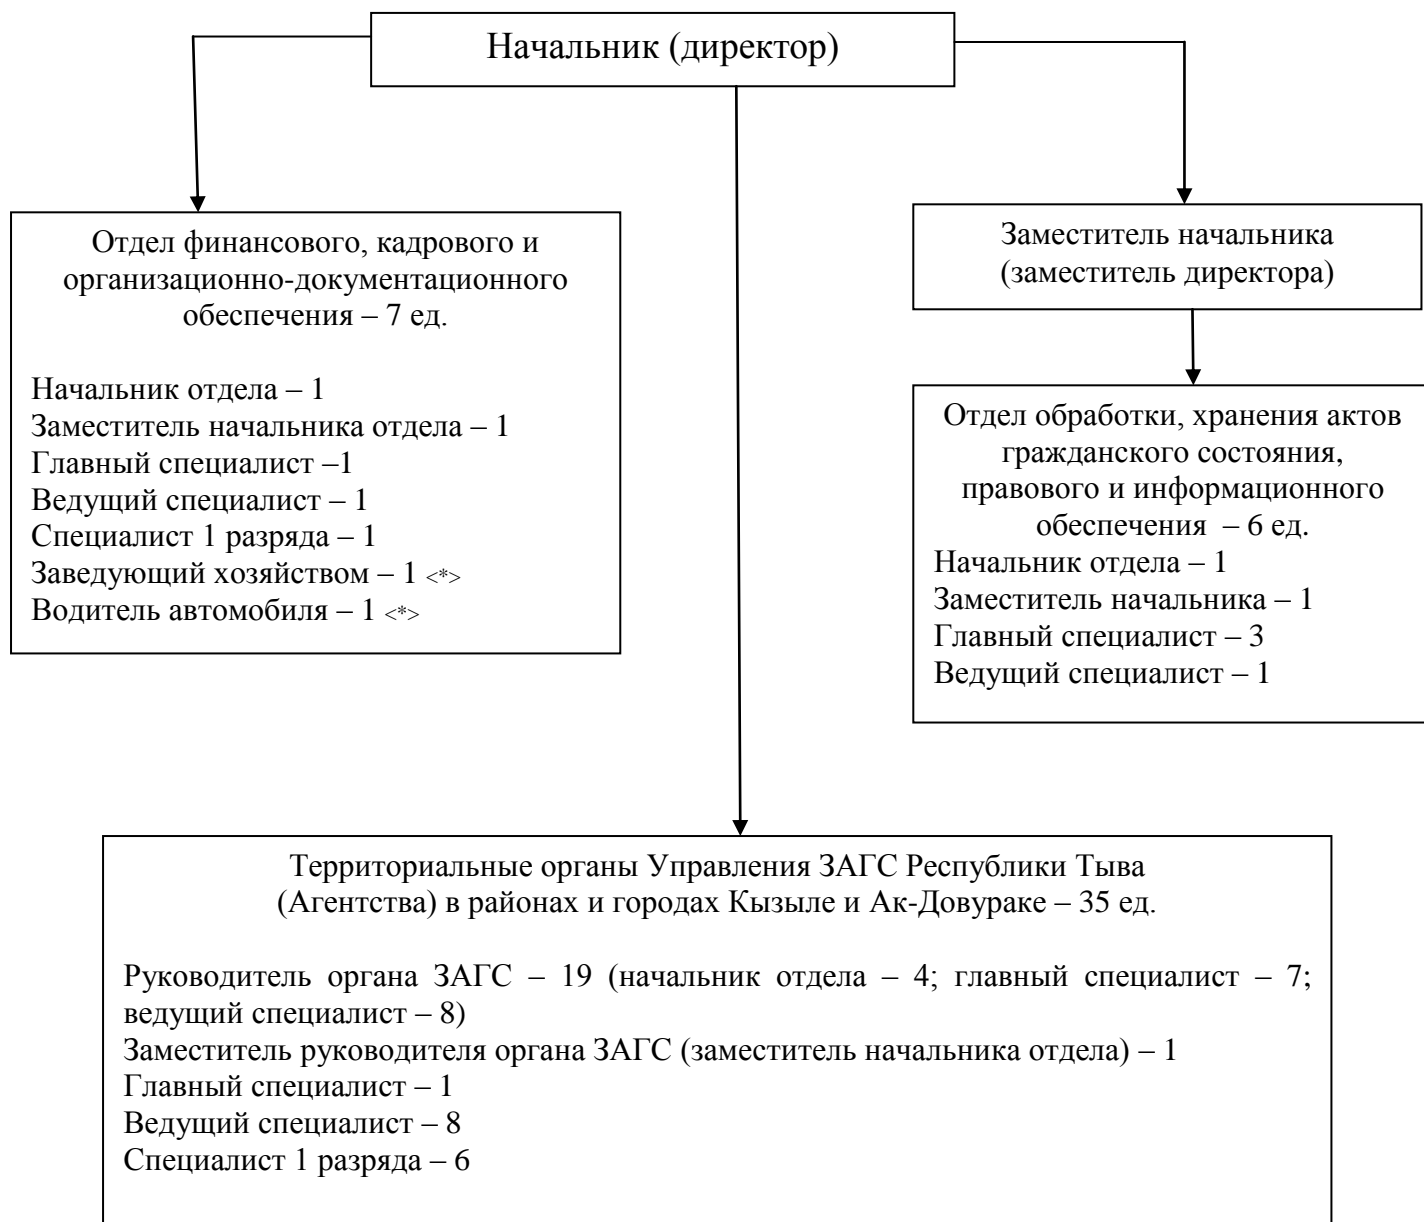 Начальник (директор)
Отдел финансового, кадрового и
организационно-документационного
обеспечения – 7 ед.
Начальник отдела – 1
Заместитель начальника отдела – 1
Главный специалист –1
Ведущий специалист – 1
Специалист 1 разряда – 1
Заведующий хозяйством – 1 <*>
Водитель автомобиля – 1 <*>
Заместитель начальника
(заместитель директора)
Отдел обработки, хранения актов
гражданского состояния,
правового и информационного
обеспечения – 6 ед.
Начальник отдела – 1
Заместитель начальника – 1
Главный специалист – 3
Ведущий специалист – 1
Территориальные органы Управления ЗАГС Республики Тыва
(Агентства) в районах и городах Кызыле и Ак-Довураке – 35 ед.
Руководитель органа ЗАГС – 19 (начальник отдела – 4; главный специалист – 7;
ведущий специалист – 8)
Заместитель руководителя органа ЗАГС (заместитель начальника отдела) – 1
Главный специалист – 1
Ведущий специалист – 8
Специалист 1 разряда – 6